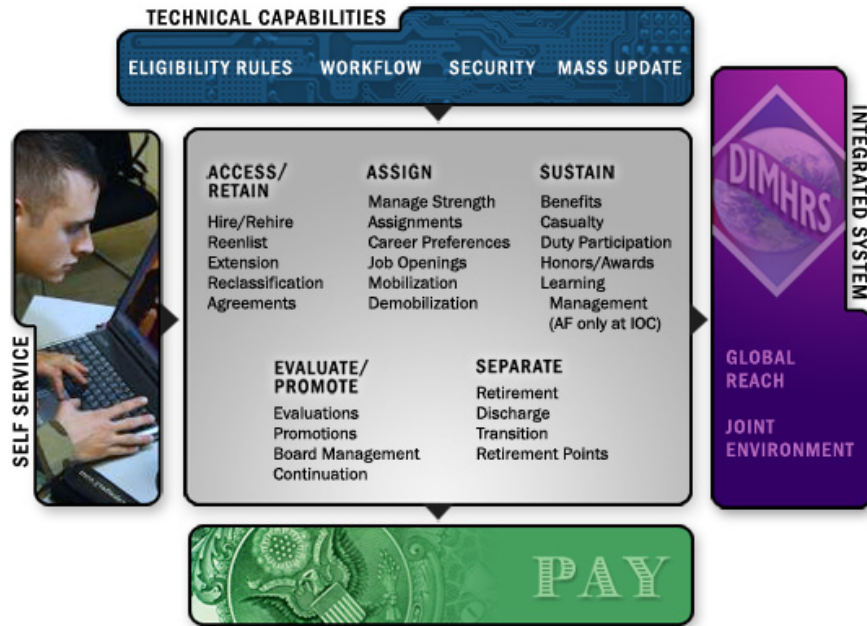 TECHNICAL CAPABILITIES
ELIGIBILITY RULES WORKFLOW SECURITY MASS UPDATE
SELF SERVICE
ACCESS/
RETAIN
Hire/Rehire
Reenlist
Extension
Reclassification
Agreements
ASSIGN
Manage Strength
Assignments
Career Preferences
Job Openings
Mobilization
Demobilization
SUSTAIN
Benefits
Casualty
Duty Participation
Honors/Awards
Learning
Management
(AF only at IOC)
EVALUATE/
PROMOTE
Evaluations
Promotions
Board Management
Continuation
SEPARATE
Retirement
Discharge
Transition
Retirement Points
INTEGRATED SYSTEM
DIMHRS
GLOBAL
REACH
JOINT
ENVIRONMENT
PAY